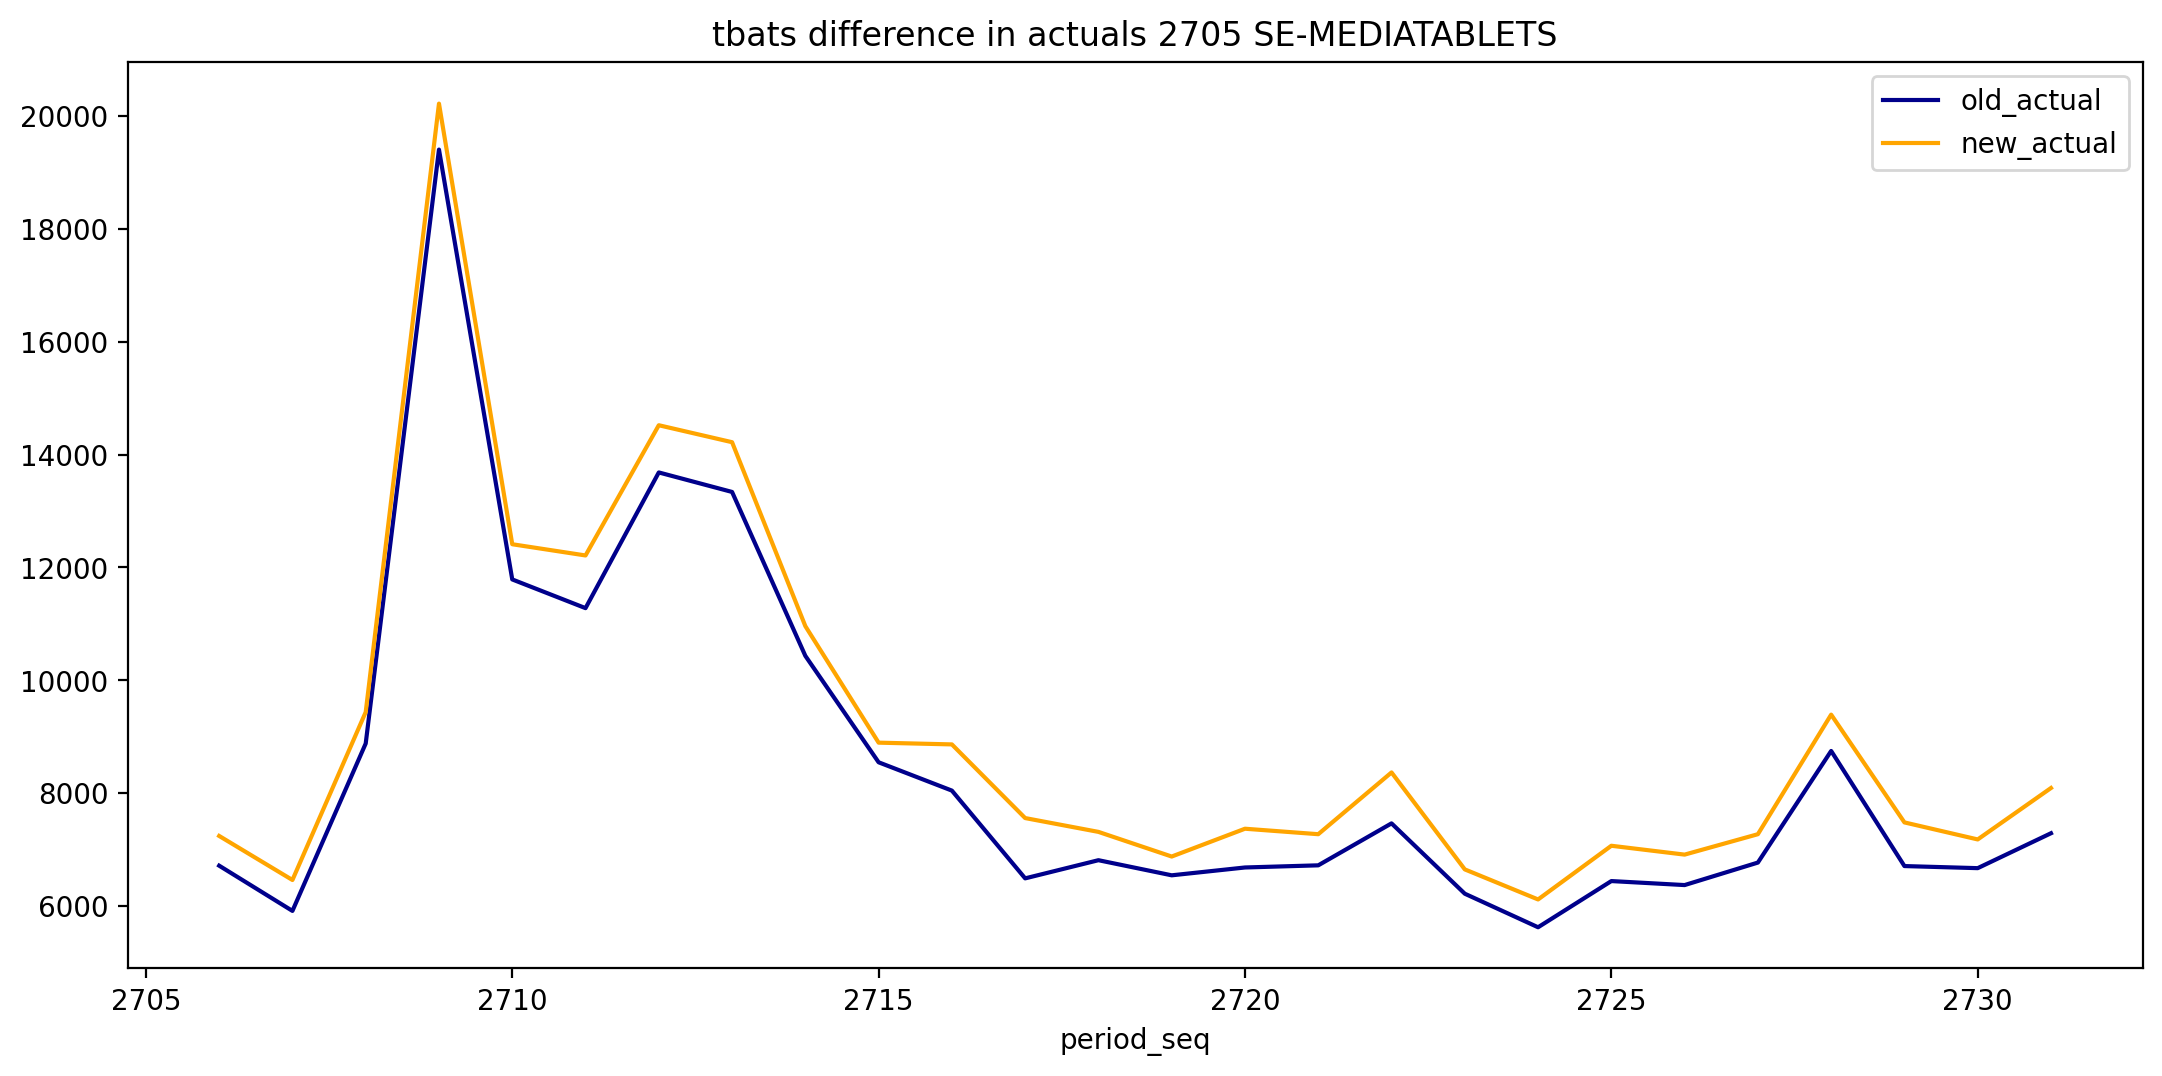 tbats difference in actuals 2705 SE-MEDIATABLETS
old_actual
new_actual
20000
18000
16000
14000
12000
10000
8000
6000
2705 2710 2715 2720 2725 2730
period_seq